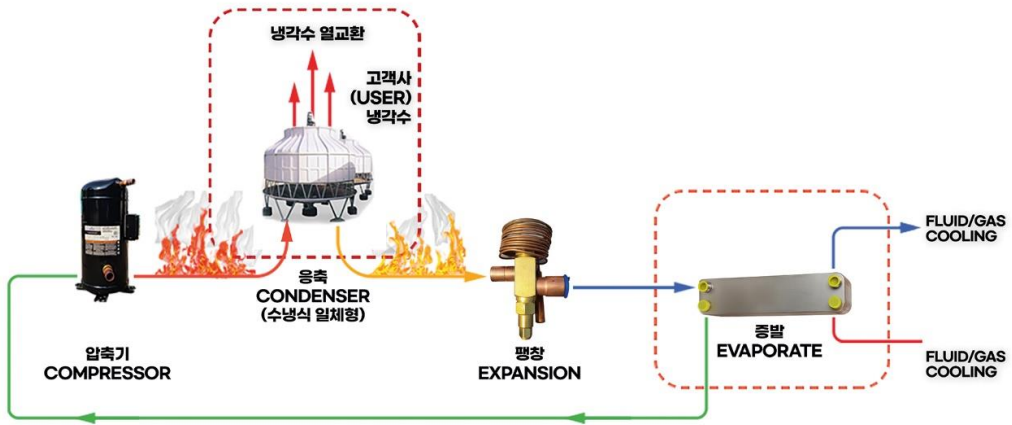 냉각수 열교환
고객사
(USER)
냉각수
응축
CONDENSER
(수냉식 일체형)
압축기
COMPRESSOR
팽창
EXPANSION
증발
EVAPORATE
FLUID/GAS
COOLING
FLUID/GAS
COOLING